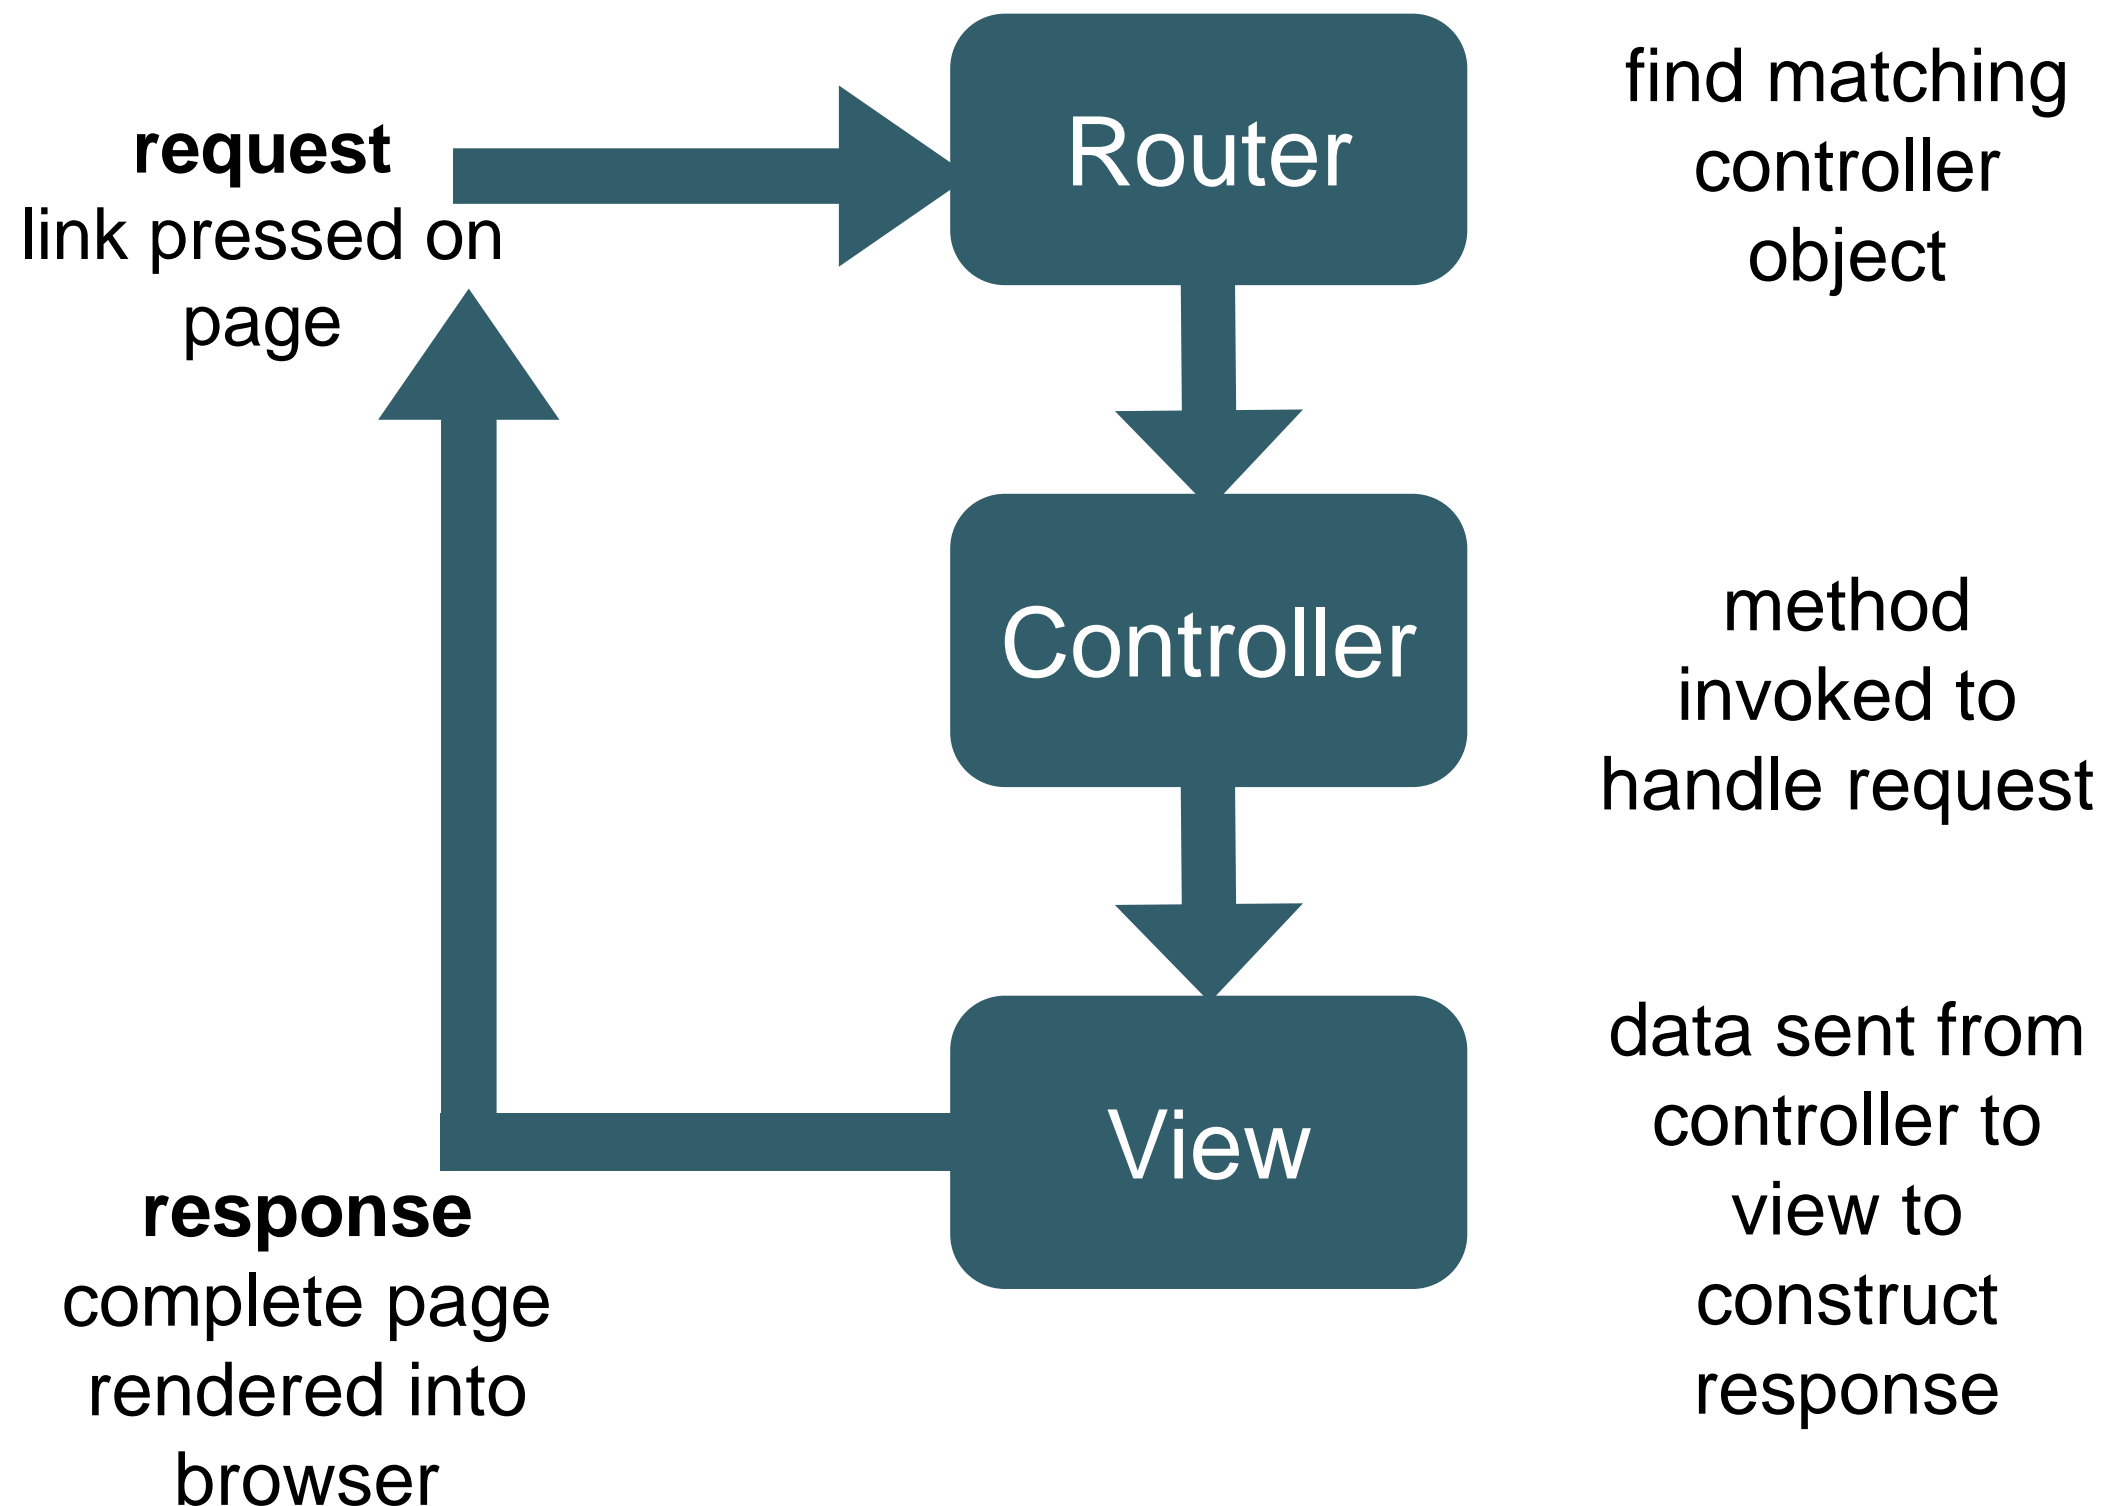 request
link pressed on
page
Router
find matching
controller
object
Controller
method
invoked to
handle request
View
data sent from
controller to
view to
construct
response
response
complete page
rendered into
browser